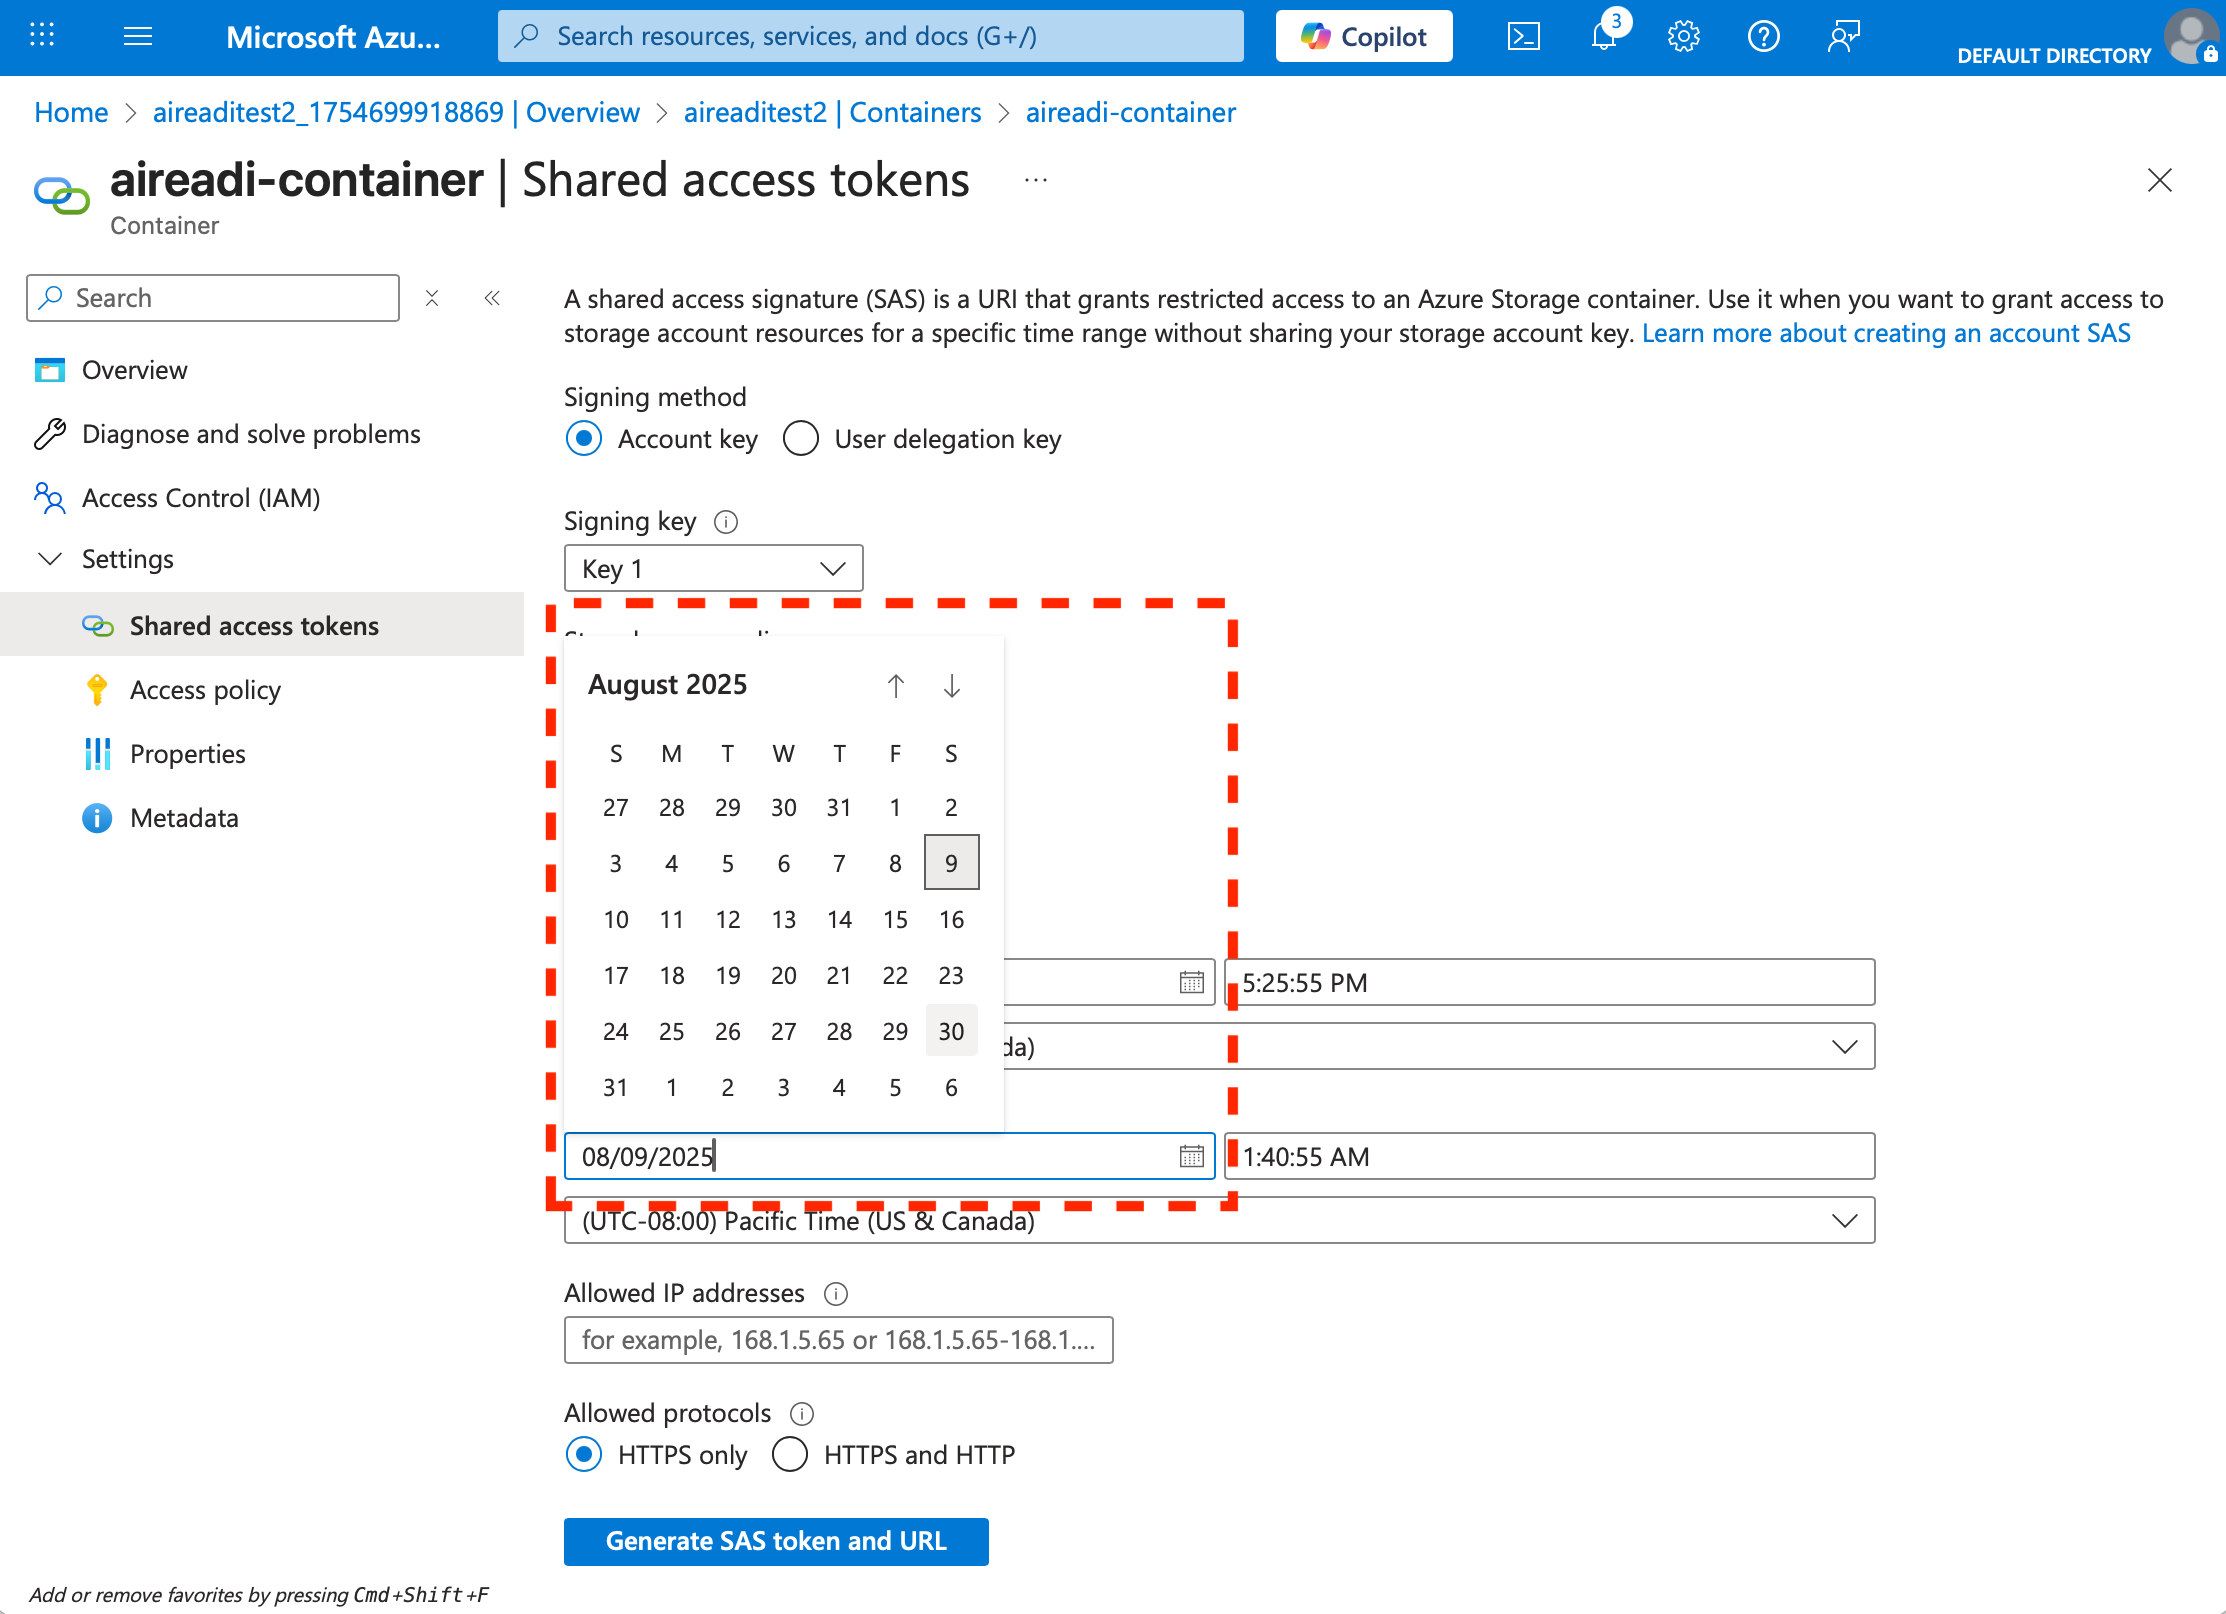 Microsoft Azu...
Search resources, services, and docs (G+/)
Copilot
3
DEFAULT DIRECTORY
Home > aireaditest2_1754699918869 | Overview > aireaditest2 | Containers > aireadi-container
aireadi-container | Shared access tokens ...
Container
Search
Overview
Diagnose and solve problems
Access Control (IAM)
Settings
Shared access tokens
Access policy
Properties
Metadata
A shared access signature (SAS) is a URI that grants restricted access to an Azure Storage container. Use it when you want to grant access to
storage account resources for a specific time range without sharing your storage account key. Learn more about creating an account SAS
Signing method
Account key
User delegation key
Signing key
Key 1
August 2025
S M T W T F S
27 28 29 30 31 1 2
3 4 5 6 7 8 9
10 11 12 13 14 15 16
17 18 19 20 21 22 23
24 25 26 27 28 29 30
31 1 2 3 4 5 6
5:25:55 PM
da)
08/09/2025
1:40:55 AM
(UTC-08:00) Pacific Time (US & Canada)
Allowed IP addresses
for example, 168.1.5.65 or 168.1.5.65-168.1....
Allowed protocols
HTTPS only
HTTPS and HTTP
Generate SAS token and URL
Add or remove favorites by pressing Cmd+Shift+F